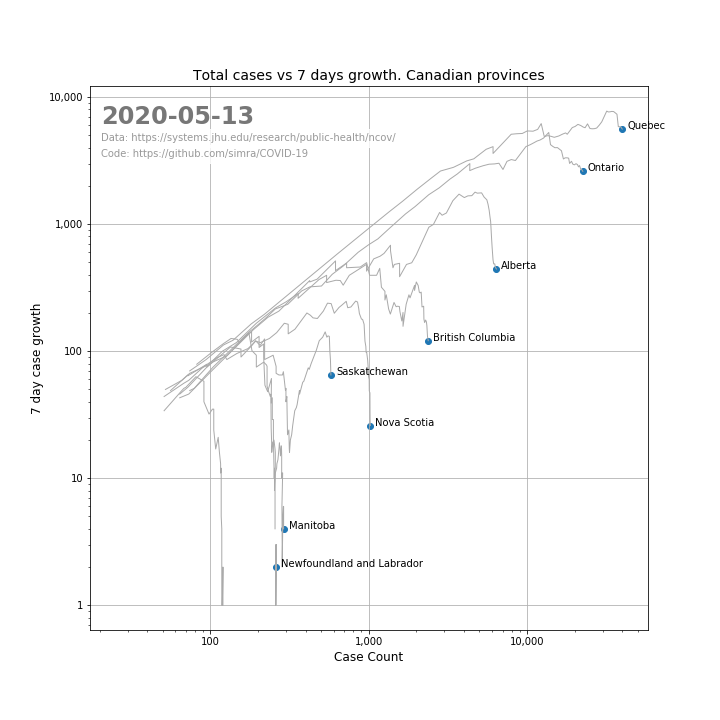 Total cases vs 7 days growth. Canadian provinces
10,000
2020-05-13
Data: https://systems.jhu.edu/research/public-health/ncov/
Code: https://github.com/simra/COVID-19
Quebec
Ontario
1,000
Alberta
British Columbia
100
Saskatchewan
Nova Scotia
10
Manitoba
Newfoundland and Labrador
1
7 day case growth
100
1,000
10,000
Case Count